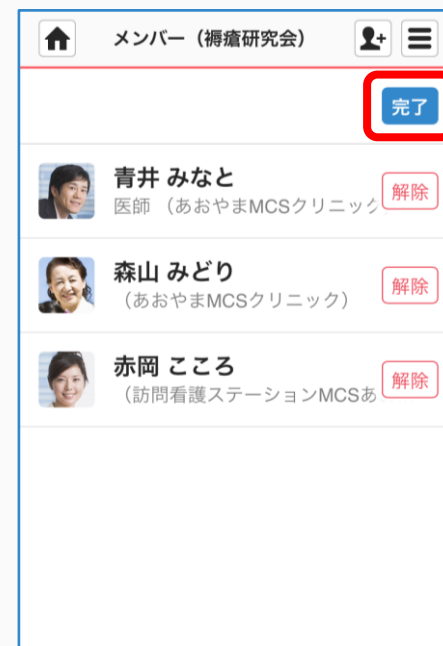 メンバー（褥瘡研究会）
完了
青井 みなと
医師 （あおやまMCSクリニック
解除
森山 みどり
（あおやまMCSクリニック）
解除
赤岡 こころ
（訪問看護ステーションMCSあ
解除